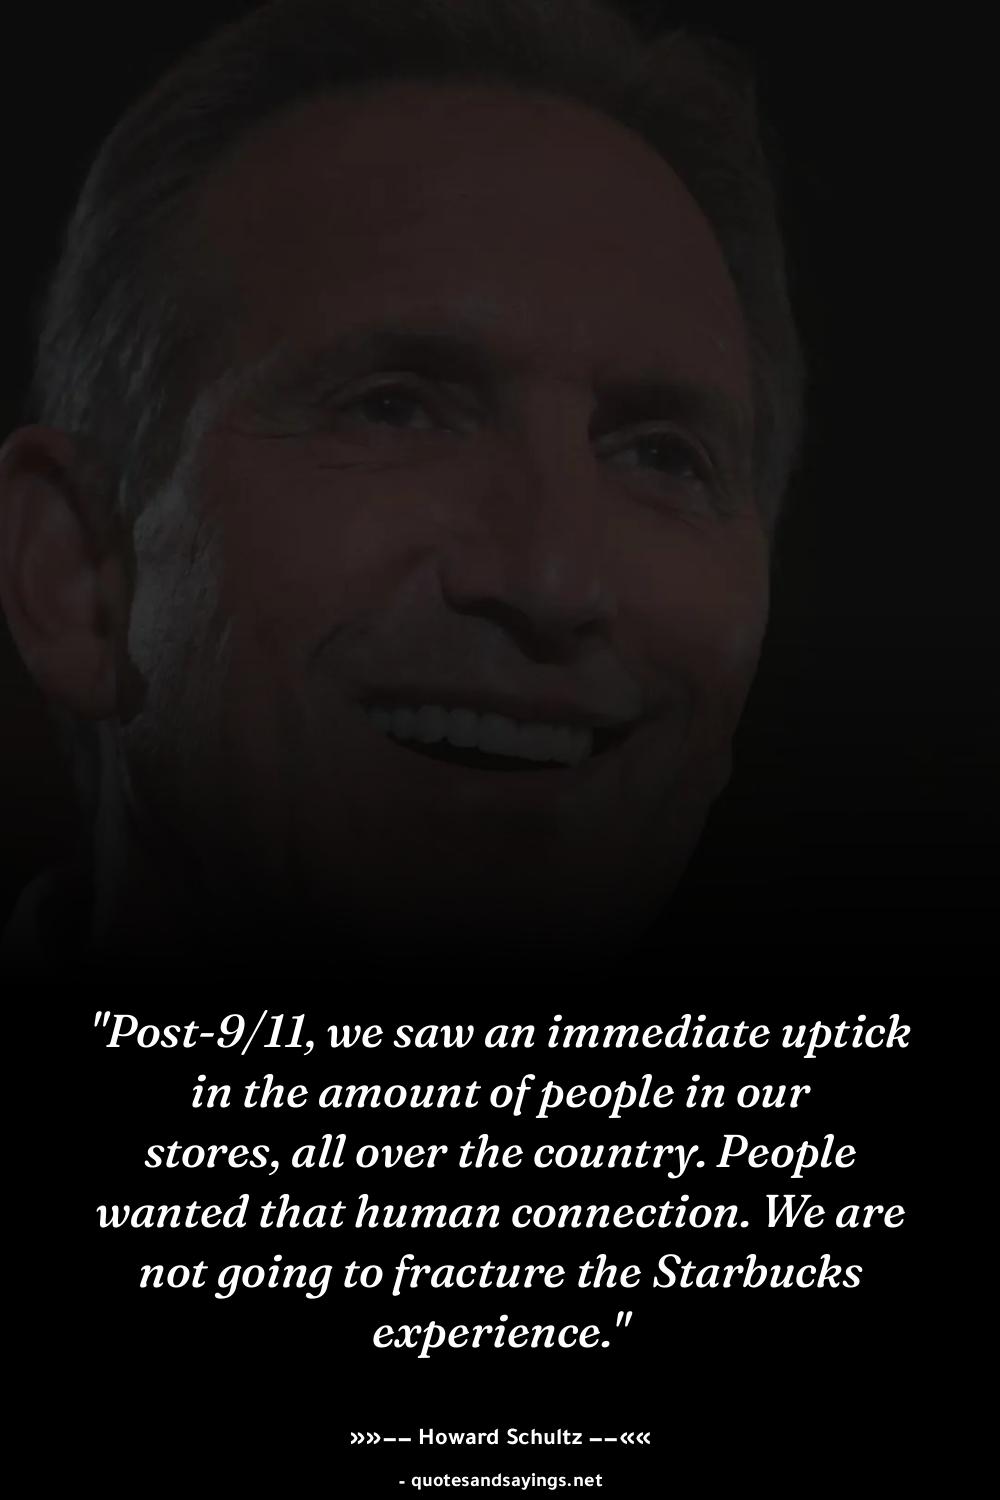 "Post-9/11, we saw an immediate uptick
in the amount of people in our
stores, all over the country. People
wanted that human connection. We are
not going to fracture the Starbucks
experience."
»»–– Howard Schultz ––««
- quotesandsayings.net